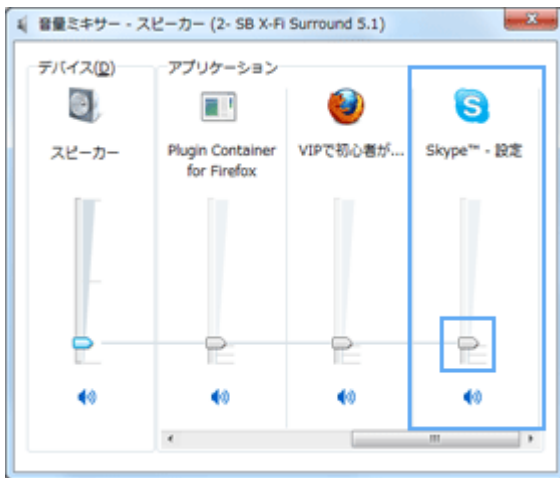 音量ミキサー - スピーカー (2- SB X-Fi Surround 5.1)
デバイス(D)
アプリケーション
スピーカー
Plugin Container
for Firefox
VIPで初心者が...
Skype™ - 設定